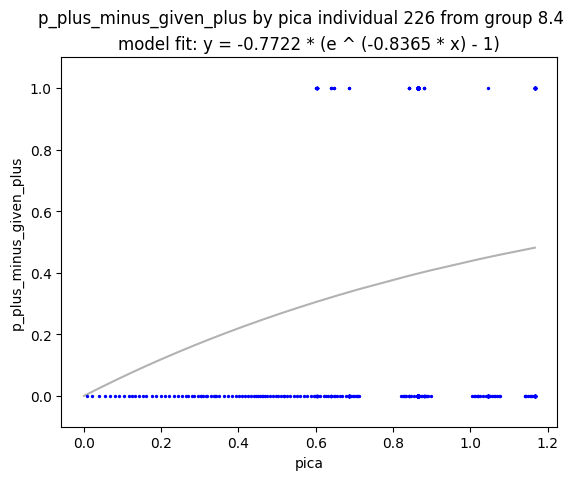 p_plus_minus_given_plus by pica individual 226 from group 8.4
model fit: y = -0.7722 * (e ^ (-0.8365 * x) - 1)
1.0
0.8
0.6
0.4
0.2
0.0
p_plus_minus_given_plus
0.0 0.2 0.4 0.6 0.8 1.0 1.2
pica